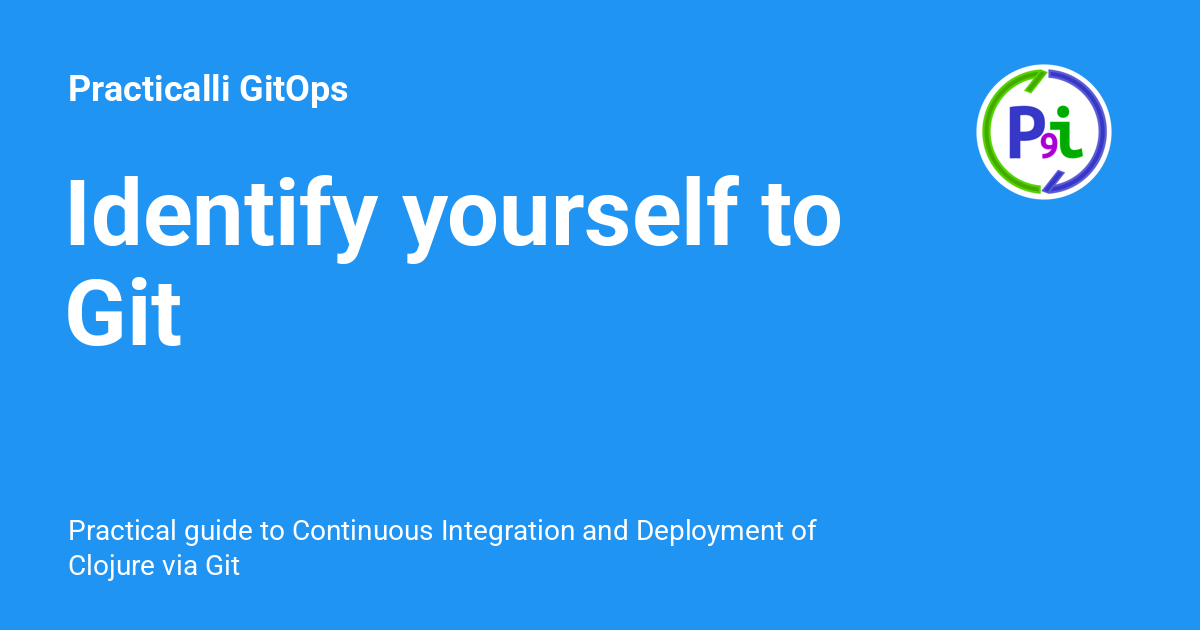 Practicalli GitOps
P9i
Identify yourself to
Git
Practical guide to Continuous Integration and Deployment of
Clojure via Git